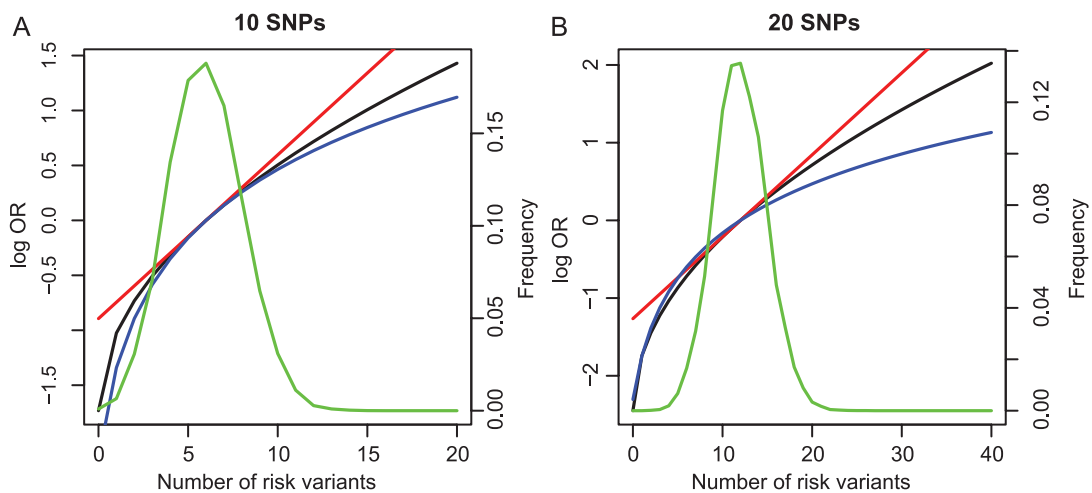 A
10 SNPs
1.5
1.0
0.5
0.0
−0.5
−1.5
log OR
0.15
0.10
0.05
0.00
Frequency
0
5
10
15
20
Number of risk variants
B
20 SNPs
2
1
0
−1
−2
log OR
0.12
0.08
0.04
0.00
Frequency
0
10
20
30
40
Number of risk variants